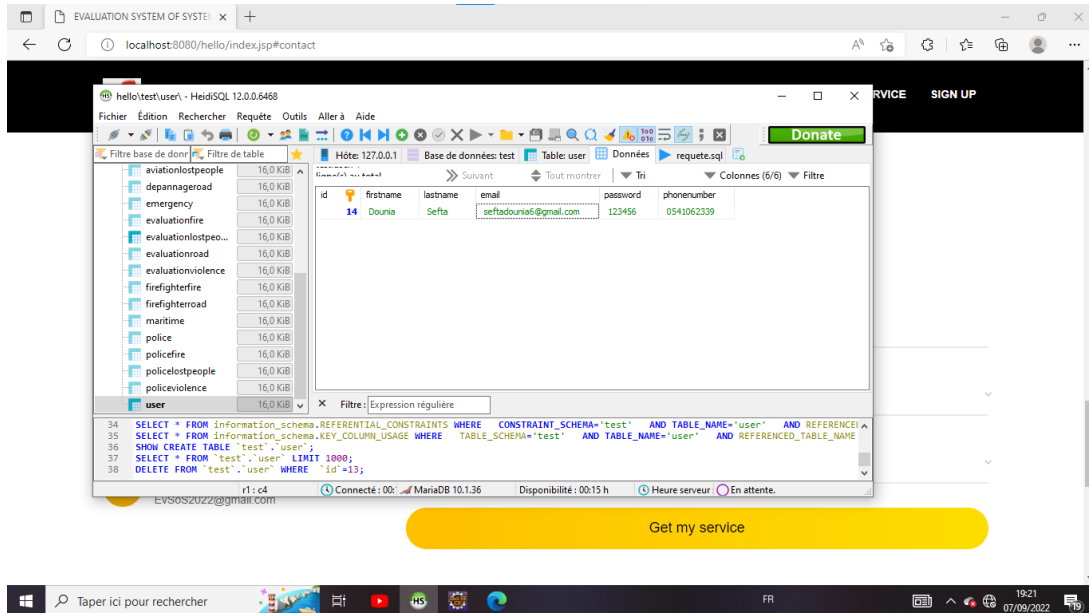 EVALUATION SYSTEM OF SYSTE
localhost:8080/hello/index.jsp#contact
RVICE SIGN UP
hello\test\user\ - HeidiSQL 12.0.0.6468
Fichier Édition Rechercher Requête Outils Aller à Aide
Donate
Filtre base de donr Filtre de table Hôte: 127.0.0.1 Base de données: test Table: user Données requete.sql
ligne(s) au total Suivant Tout montrer Tri Colonnes (6/6) Filtre
aviationlostpeople 16,0 KiB
depannageroad 16,0 KiB
emergency 16,0 KiB
evaluationfire 16,0 KiB
evaluationlostpeo... 16,0 KiB
evaluationroad 16,0 KiB
evaluationviolence 16,0 KiB
firefighterfire 16,0 KiB
firefighterroad 16,0 KiB
maritime 16,0 KiB
police 16,0 KiB
policefire 16,0 KiB
policelostpeople 16,0 KiB
policeviolence 16,0 KiB
user 16,0 KiB
id firstname lastname email password phonenumber
14 Dounia Sefta seftadounia6@gmail.com 123456 0541062339
Filtre : Expression régulière
34 SELECT * FROM information_schema.REFERENTIAL_CONSTRAINTS WHERE CONSTRAINT_SCHEMA='test' AND TABLE_NAME='user' AND REFERENCE
35 SELECT * FROM information_schema.KEY_COLUMN_USAGE WHERE TABLE_SCHEMA='test' AND TABLE_NAME='user' AND REFERENCED_TABLE_NAME
36 SHOW CREATE TABLE `test`.`user`;
37 SELECT * FROM `test`.`user` LIMIT 1000;
38 DELETE FROM `test`.`user` WHERE `id`=13;
r1 : c4 Connecté : 00: MariaDB 10.1.36 Disponibilité : 00:15 h Heure serveur En attente.
EvSoS2022@gmail.com
Get my service
Taper ici pour rechercher
FR
19:21
07/09/2022
19